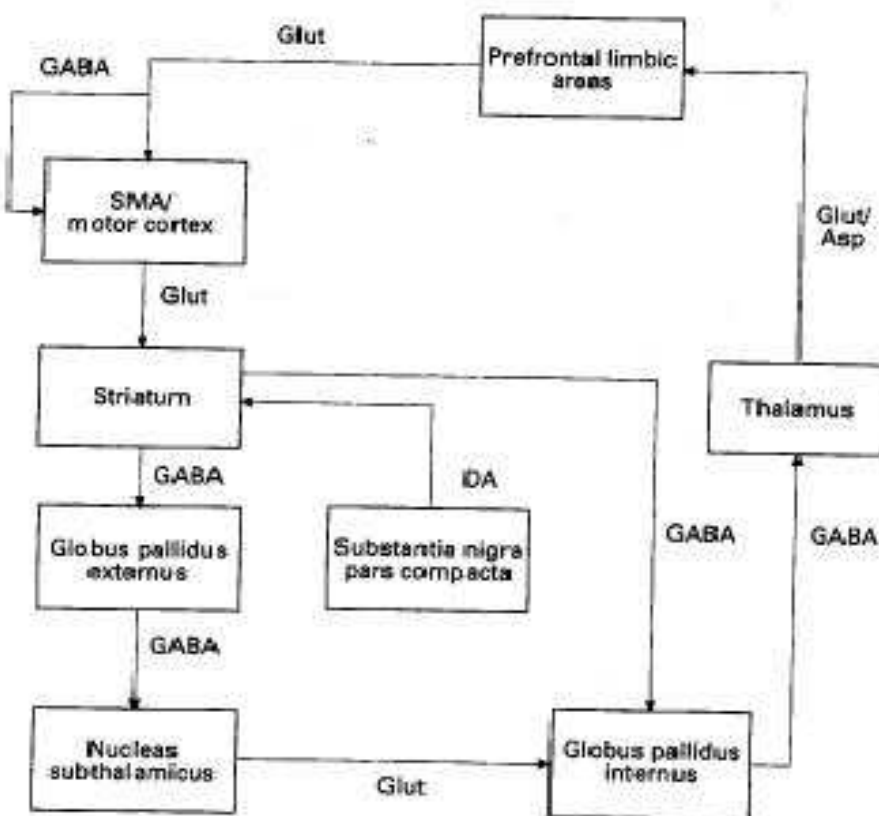 Glut
GABA
Prefrontal limbic
areas
SMA/
motor cortex
Glut/
Asp
Glut
Striatum
Thalamus
GABA
DA
Globus pallidus
externus
Substantia nigra
pars compacta
GABA
GABA
GABA
Nucleas
subthalamicus
Globus pallidus
internus
Glut